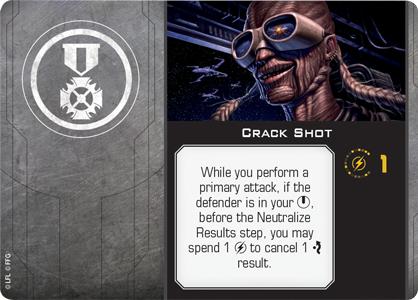 CRACK SHOT
1
While you perform a
primary attack, if the
defender is in your ,
before the Neutralize
Results step, you may
spend 1 to cancel 1
result.
© LFL © FFG